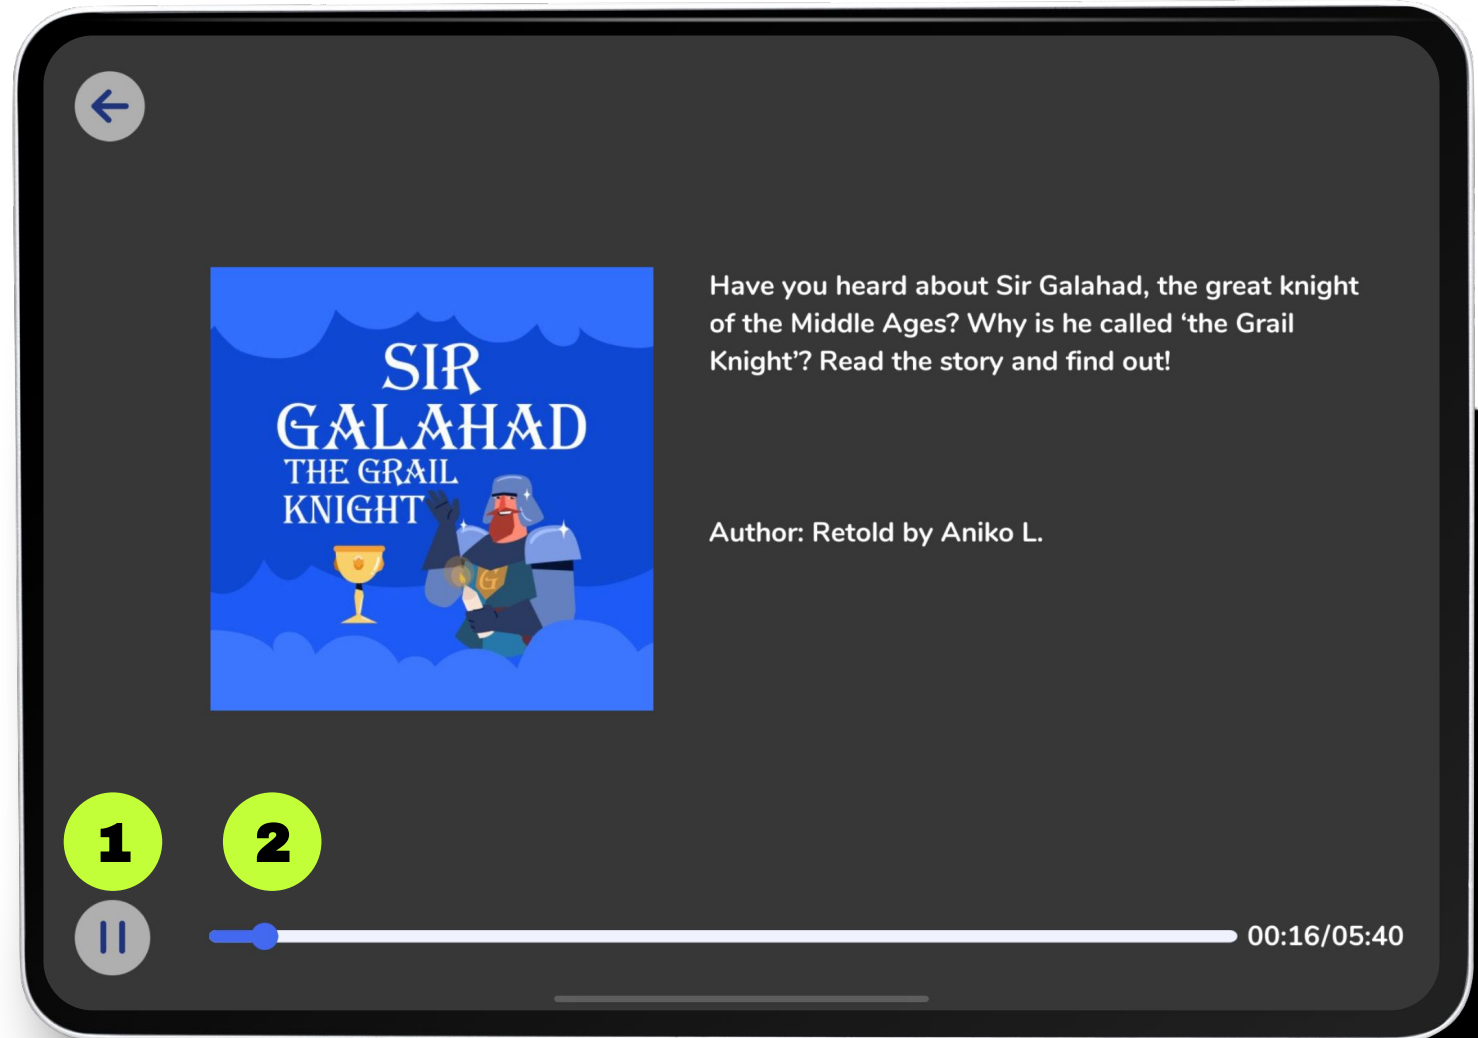 SIR
GALAHAD
THE GRAIL
KNIGHT
G
Have you heard about Sir Galahad, the great knight
of the Middle Ages? Why is he called ‘the Grail
Knight’? Read the story and find out!
Author: Retold by Aniko L.
1
2
00:16/05:40